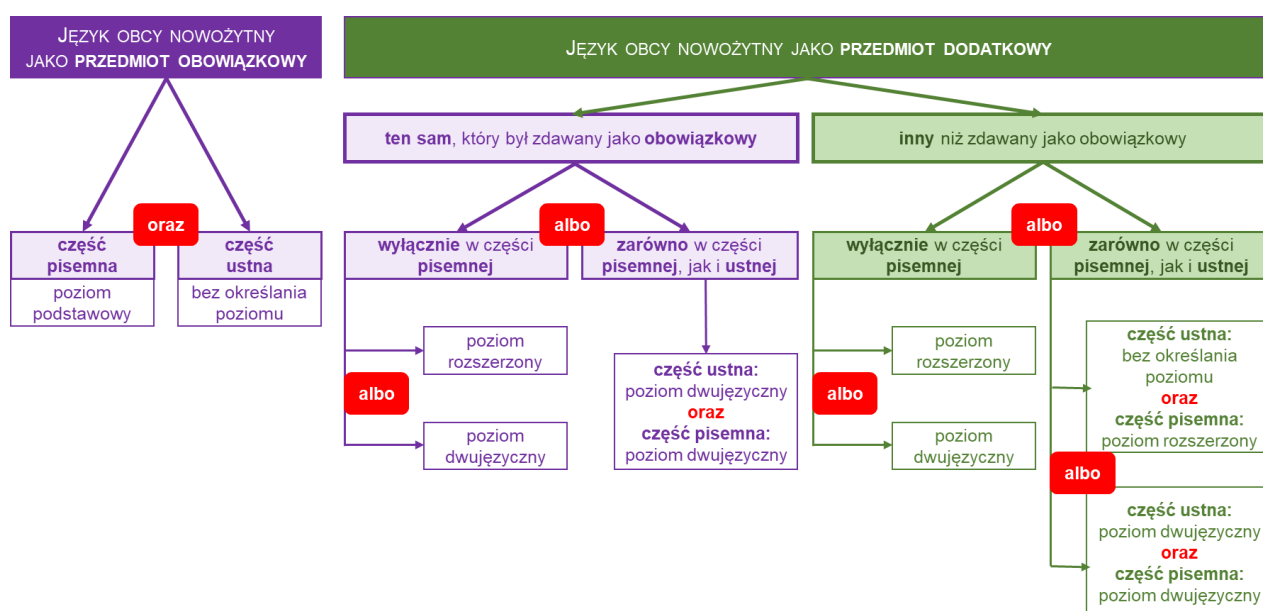 JĘZYK OBCY NOWOŻYTNY
JAKO PRZEDMIOT OBOWIĄZKOWY
oraz
część
pisemna
poziom
podstawowy
część
ustna
bez określania
poziomu
JĘZYK OBCY NOWOŻYTNY JAKO PRZEDMIOT DODATKOWY
ten sam, który był zdawany jako obowiązkowy
albo
wyłącznie w części
pisemnej
poziom
rozszerzony
albo
poziom
dwujęzyczny
zarówno w części
pisemnej, jak i ustnej
część ustna:
poziom dwujęzyczny
oraz
część pisemna:
poziom dwujęzyczny
inny niż zdawany jako obowiązkowy
albo
wyłącznie w części
pisemnej
poziom
rozszerzony
albo
poziom
dwujęzyczny
zarówno w części
pisemnej, jak i ustnej
część ustna:
bez określania
poziomu
oraz
część pisemna:
poziom rozszerzony
albo
część ustna:
poziom dwujęzyczny
oraz
część pisemna:
poziom dwujęzyczny